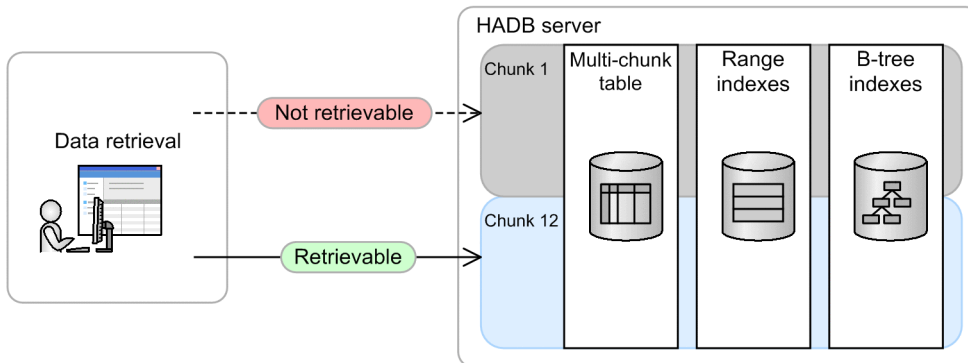 HADB server
Chunk 1
Multi-chunk
table
Range
indexes
B-tree
indexes
Not retrievable
Data retrieval
Chunk 12
Retrievable